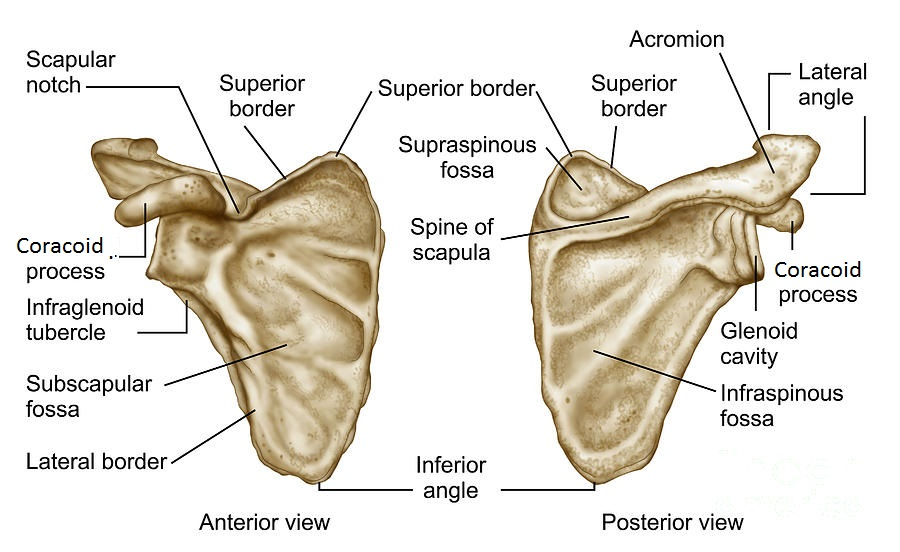 Acromion
Scapular
notch
Superior
border
Superior border
Superior
border
Lateral
angle
Supraspinous
fossa
Spine of
scapula
Coracoid
process
Coracoid
process
Infraglenoid
tubercle
Glenoid
cavity
Subscapular
fossa
Infraspinous
fossa
Lateral border
Inferior
angle
Anterior view
Posterior view